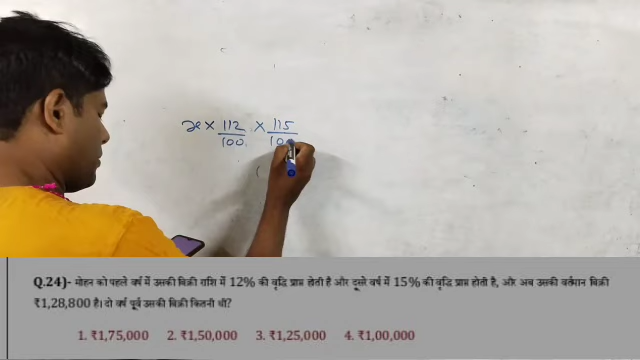 x × 112/100 × 115/100
Q.24)- मोहन को पहले वर्ष में उसकी बिक्री राशि में 12% की वृद्धि प्राप्त होती है और दूसरे वर्ष में 15% की वृद्धि प्राप्त होती है, और अब उसकी वर्तमान बिक्री
₹1,28,800 है। दो वर्ष पूर्व उसकी बिक्री कितनी थी?
1. ₹1,75,000 2. ₹1,50,000 3. ₹1,25,000 4. ₹1,00,000